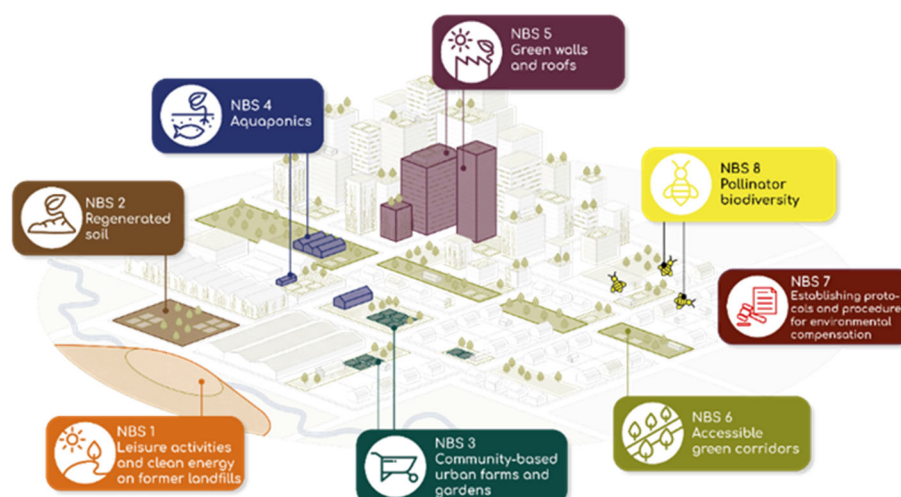 NBS 5
Green walls
and roofs
NBS 4
Aquaponics
NBS 8
Pollinator
biodiversity
NBS 2
Regenerated
soil
NBS 7
Establishing proto-
cols and procedure
for environmental
compensation
NBS 1
Leisure activities
and clean energy
on former landfills
NBS 3
Community-based
urban farms and
gardens
NBS 6
Accessible
green corridors